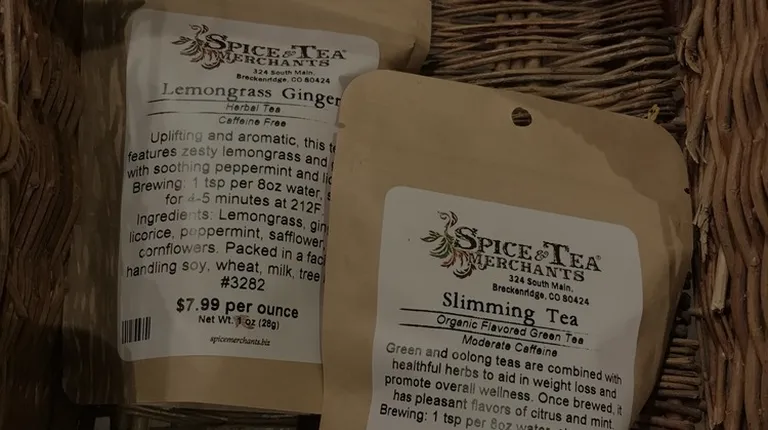 SPICE & TEA
MERCHANTS
324 South Main,
Breckenridge, CO 80424
Lemongrass Ginger
Herbal Tea
Caffeine Free
Uplifting and aromatic, this
features zesty lemongrass and
with soothing peppermint and
Brewing: 1 tsp per 8oz water,
for 4-5 minutes at 212F
Ingredients: Lemongrass,
licorice, peppermint, safflower,
cornflowers. Packed in a
handling soy, wheat, milk, tree
#3282
$7.99 per ounce
Net Wt. 1 oz (28g)
spicemerchants.biz
SPICE & TEA
MERCHANTS
324 South Main,
Breckenridge, CO 80424
Slimming Tea
Organic Flavored Green Tea
Moderate Caffeine
Green and oolong teas are combined with
healthful herbs to aid in weight loss and
promote overall wellness. Once brewed, it
has pleasant flavors of citrus and mint.
Brewing: 1 tsp per 8oz water,